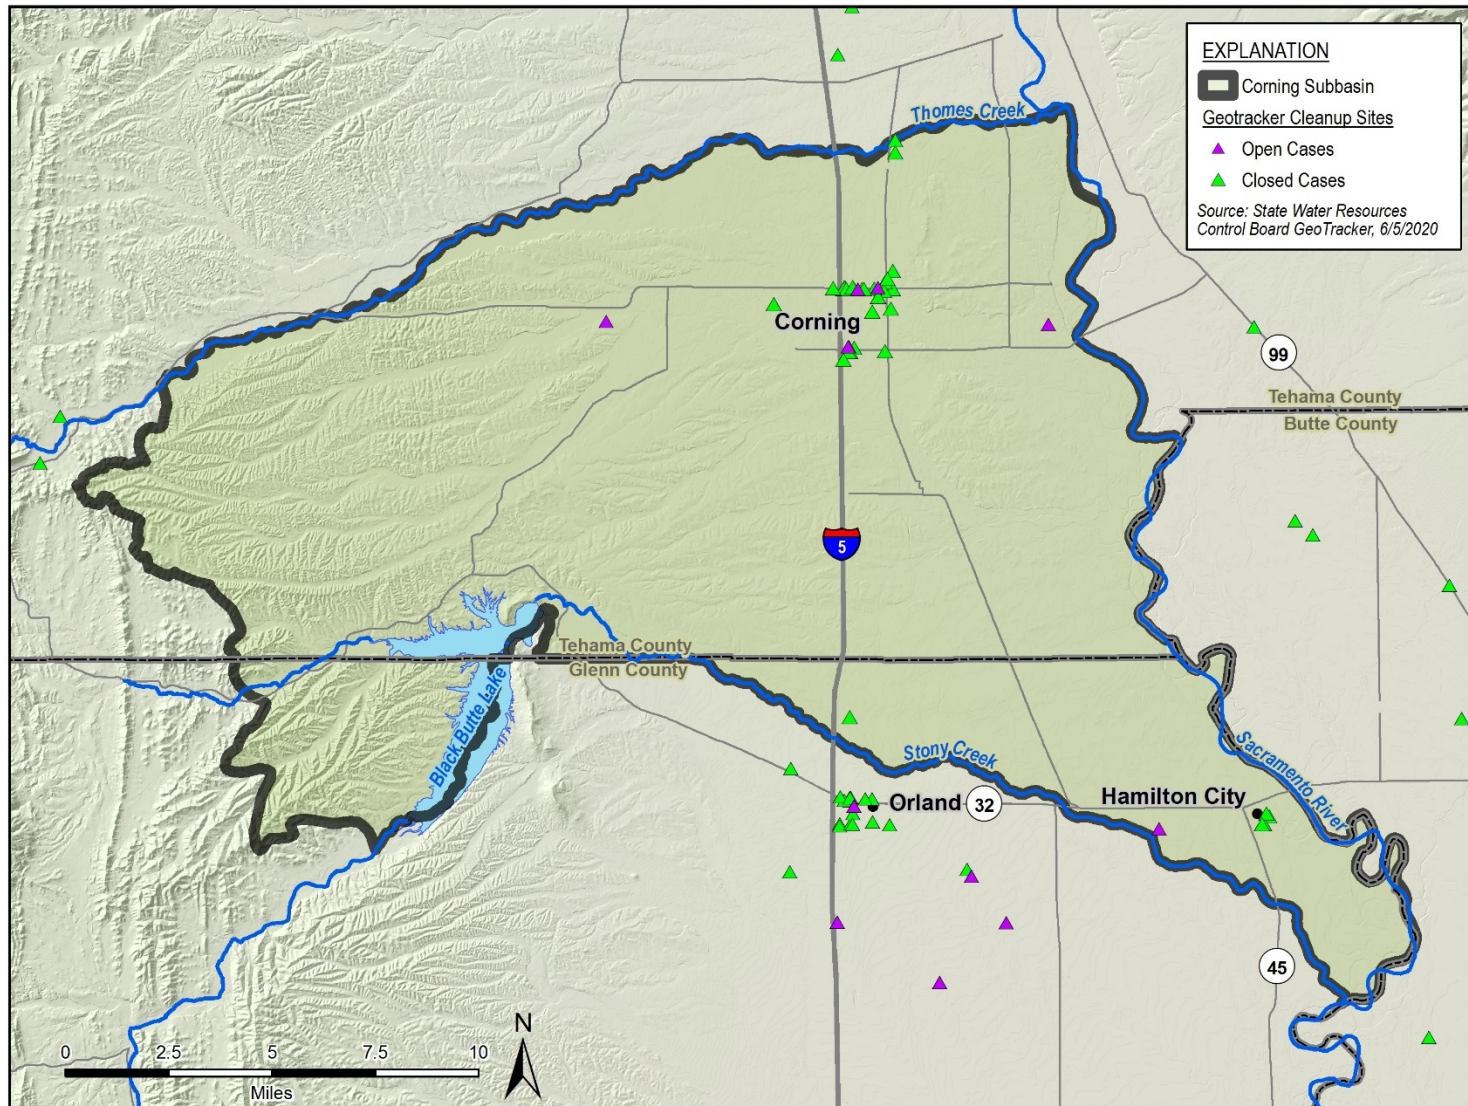 EXPLANATION
Corning Subbasin
Geotracker Cleanup Sites
Open Cases
Closed Cases
Source: State Water Resources
Control Board GeoTracker, 6/5/2020
Thomes Creek
Corning
99
Tehama County
Butte County
5
Tehama County
Glenn County
Black Butte Lake
Stony Creek
Sacramento River
Orland
32
Hamilton City
45
N
0 2.5 5 7.5 10
Miles